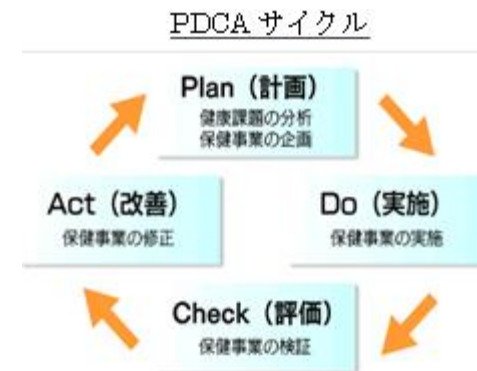 PDCA サイクル
Plan（計画）
健康課題の分析
保健事業の企画
Do（実施）
保健事業の実施
Check（評価）
保健事業の検証
Act（改善）
保健事業の修正